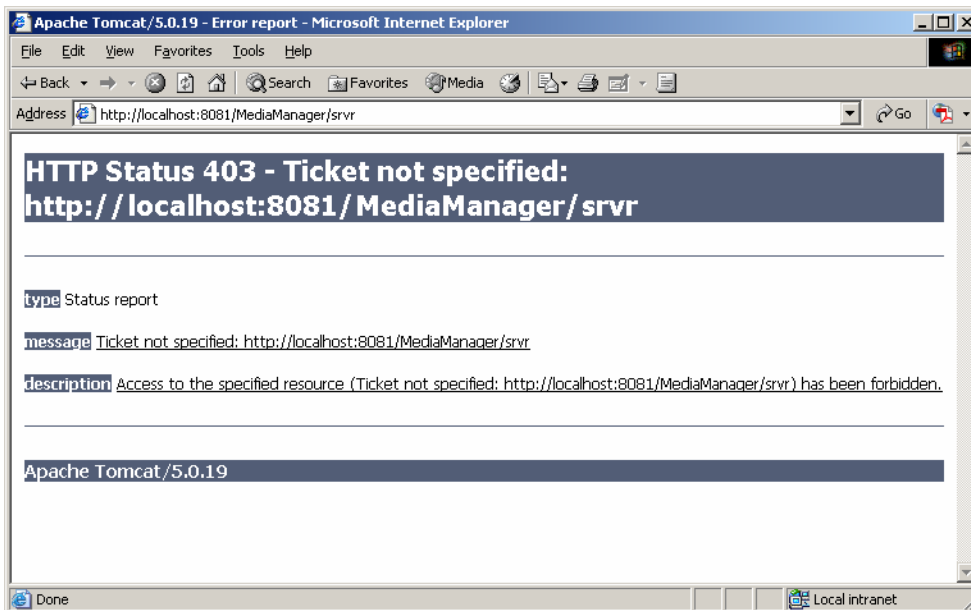 Apache Tomcat/5.0.19 - Error report - Microsoft Internet Explorer
File Edit View Favorites Tools Help
Back Search Favorites Media
Address http://localhost:8081/MediaManager/srvr Go
HTTP Status 403 - Ticket not specified:
http://localhost:8081/MediaManager/srvr
type Status report
message Ticket not specified: http://localhost:8081/MediaManager/srvr
description Access to the specified resource (Ticket not specified: http://localhost:8081/MediaManager/srvr) has been forbidden.
Apache Tomcat/5.0.19
Done Local intranet